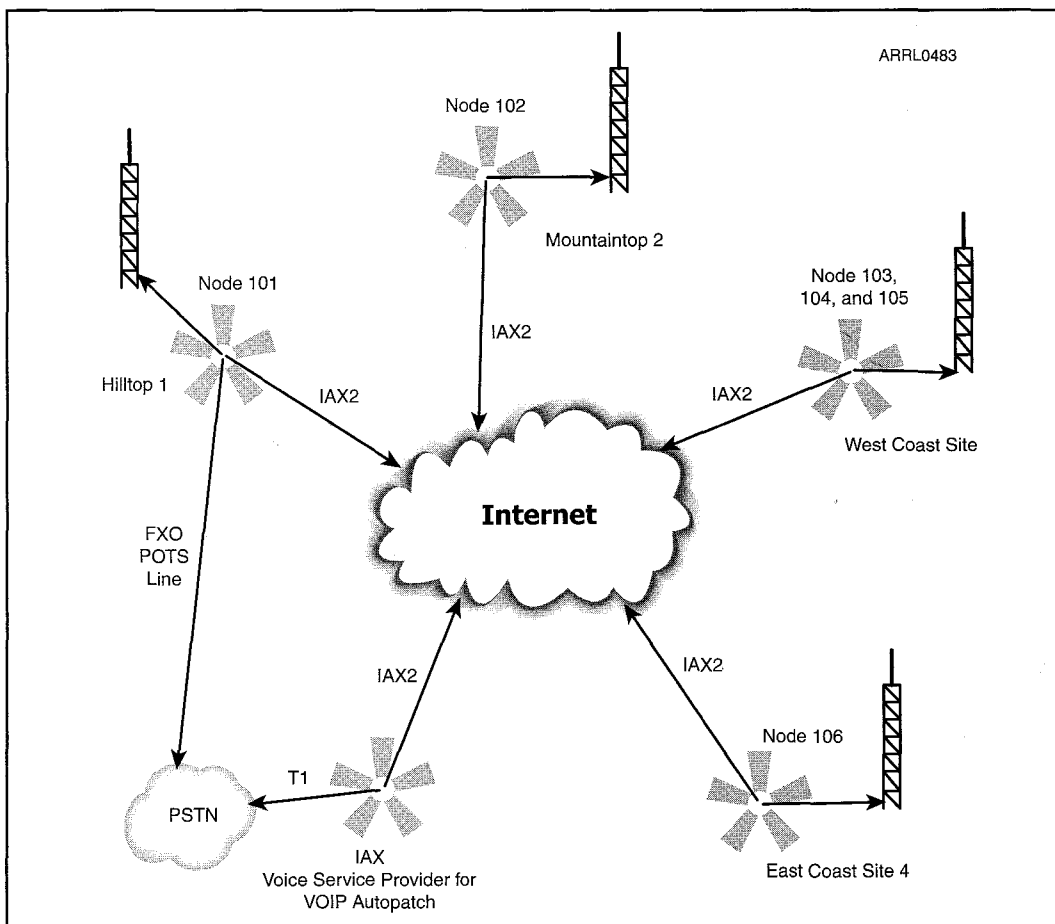 ARRL0483
Node 102
Mountaintop 2
Node 101
Hilltop 1
IAX2
IAX2
Node 103,
104, and 105
IAX2
West Coast Site
Internet
FXO
POTS
Line
IAX2
IAX2
Node 106
East Coast Site 4
PSTN
T1
IAX
Voice Service Provider for
VOIP Autopatch